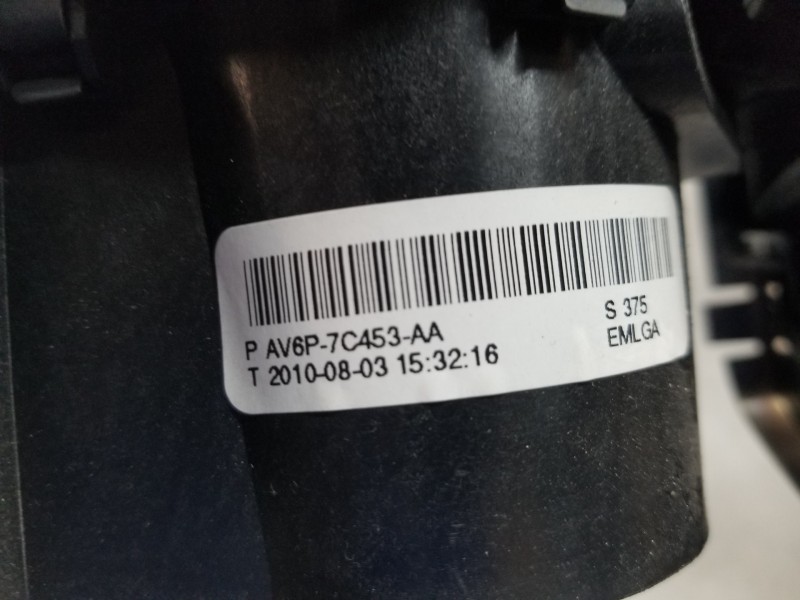 P AV6P-7C453-AA
T 2010-08-03 15:32:16
S 375
EMLGA